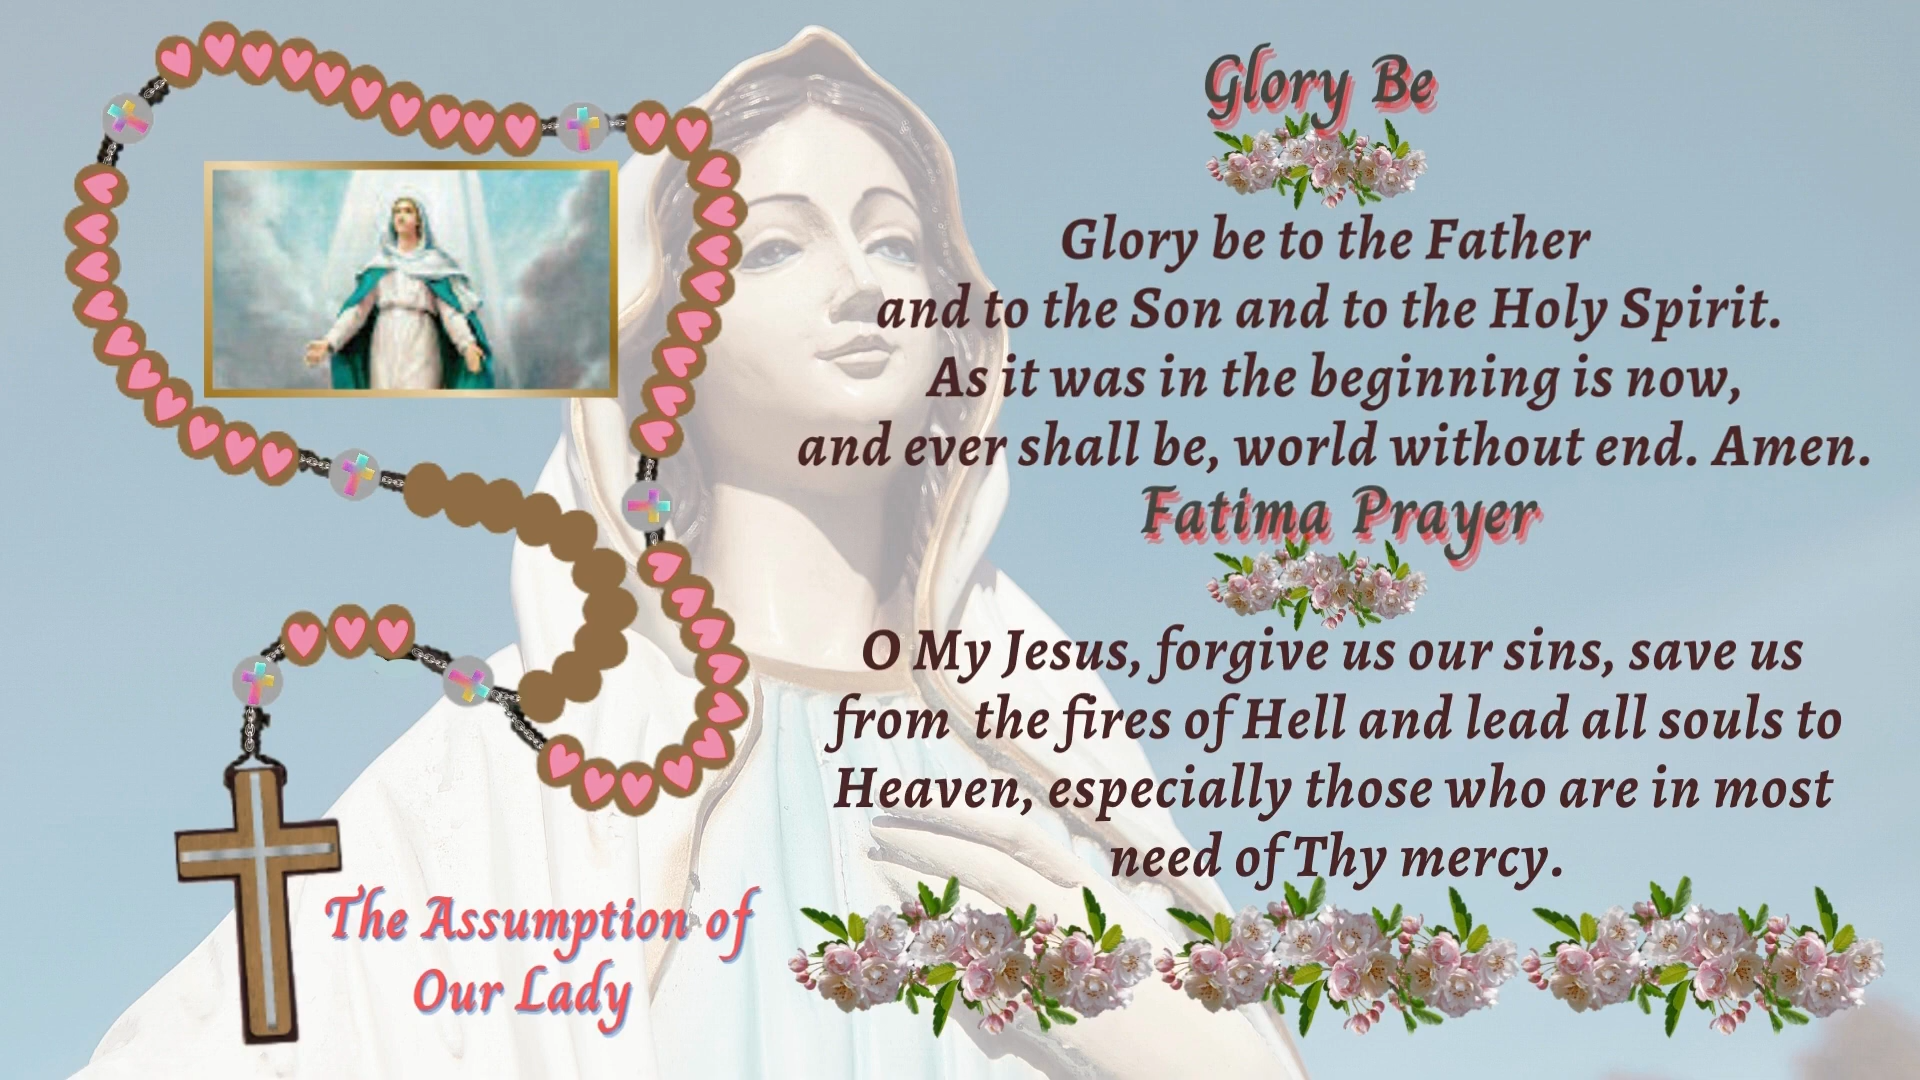 Glory Be
Glory be to the Father
and to the Son and to the Holy Spirit.
As it was in the beginning is now,
and ever shall be, world without end. Amen.
Fatima Prayer
O My Jesus, forgive us our sins, save us
from the fires of Hell and lead all souls to
Heaven, especially those who are in most
need of Thy mercy.
The Assumption of
Our Lady